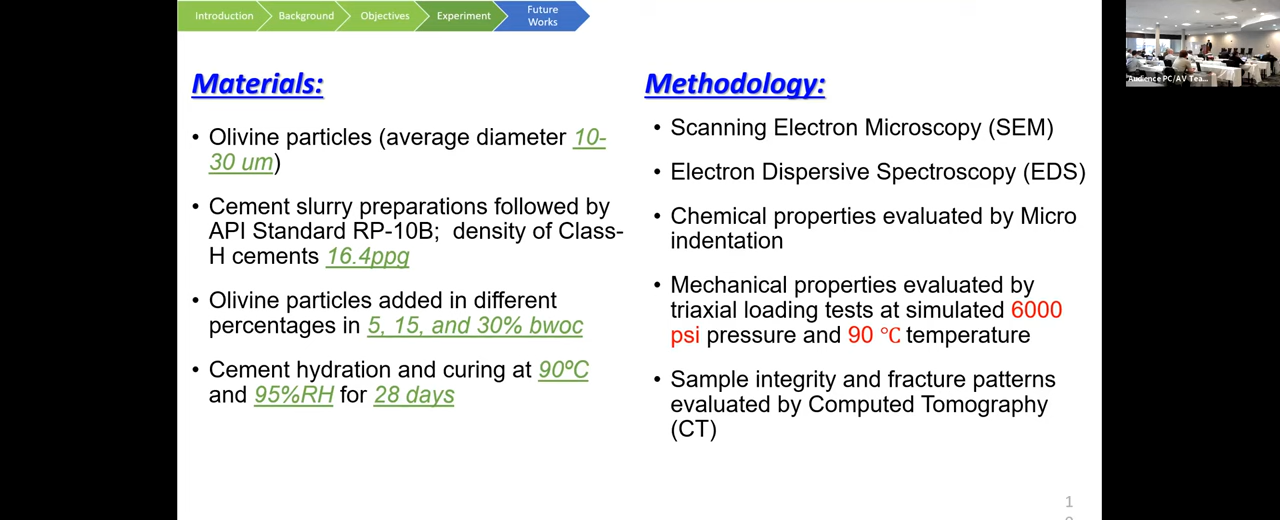 Introduction
Background
Objectives
Experiment
Future
Works
Materials:
• Olivine particles (average diameter 10-
30 um)
• Cement slurry preparations followed by
API Standard RP-10B;  density of Class-
H cements 16.4ppg
• Olivine particles added in different
percentages in 5, 15, and 30% bwoc
• Cement hydration and curing at 90ºC
and 95%RH for 28 days
Methodology:
• Scanning Electron Microscopy (SEM)
• Electron Dispersive Spectroscopy (EDS)
• Chemical properties evaluated by Micro
indentation
• Mechanical properties evaluated by
triaxial loading tests at simulated 6000
psi pressure and 90 ℃ temperature
• Sample integrity and fracture patterns
evaluated by Computed Tomography
(CT)
Audience PC/AV Tea...
1